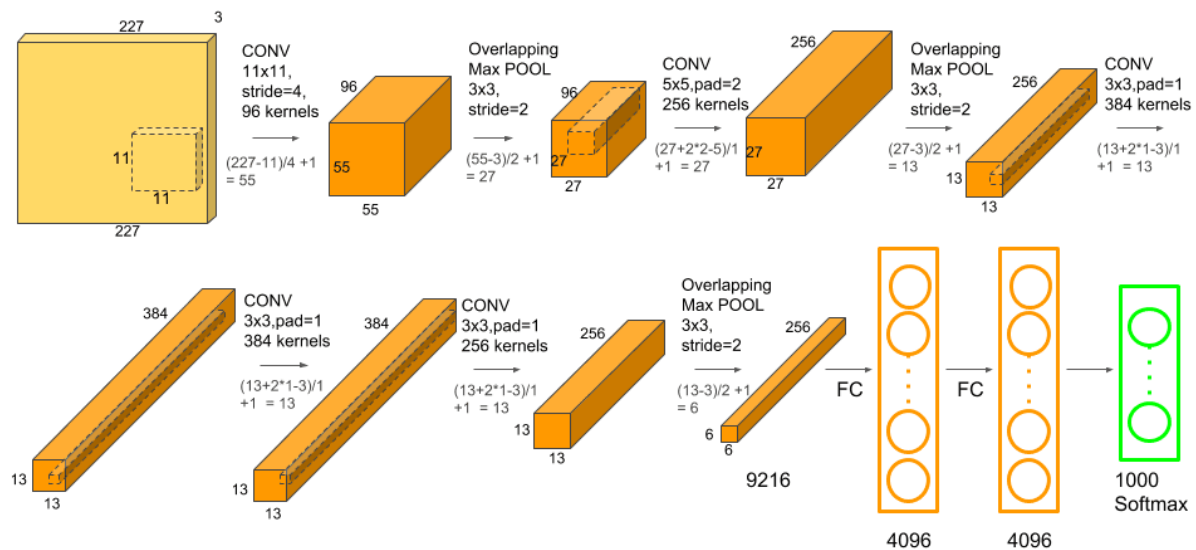 227
3
CONV
11x11,
stride=4,
96 kernels
(227-11)/4 +1
= 55
11
11
227
96
55
55
Overlapping
Max POOL
3x3,
stride=2
(55-3)/2 +1
= 27
96
27
27
CONV
5x5,pad=2
256 kernels
(27+2*2-5)/1
+1 = 27
256
27
27
Overlapping
Max POOL
3x3,
stride=2
(27-3)/2 +1
= 13
256
13
13
CONV
3x3,pad=1
384 kernels
(13+2*1-3)/1
+1 = 13
384
13
13
CONV
3x3,pad=1
384 kernels
(13+2*1-3)/1
+1 = 13
384
13
13
CONV
3x3,pad=1
256 kernels
(13+2*1-3)/1
+1 = 13
256
13
13
Overlapping
Max POOL
3x3,
stride=2
(13-3)/2 +1
= 6
256
6
6
9216
FC
4096
FC
4096
1000
Softmax